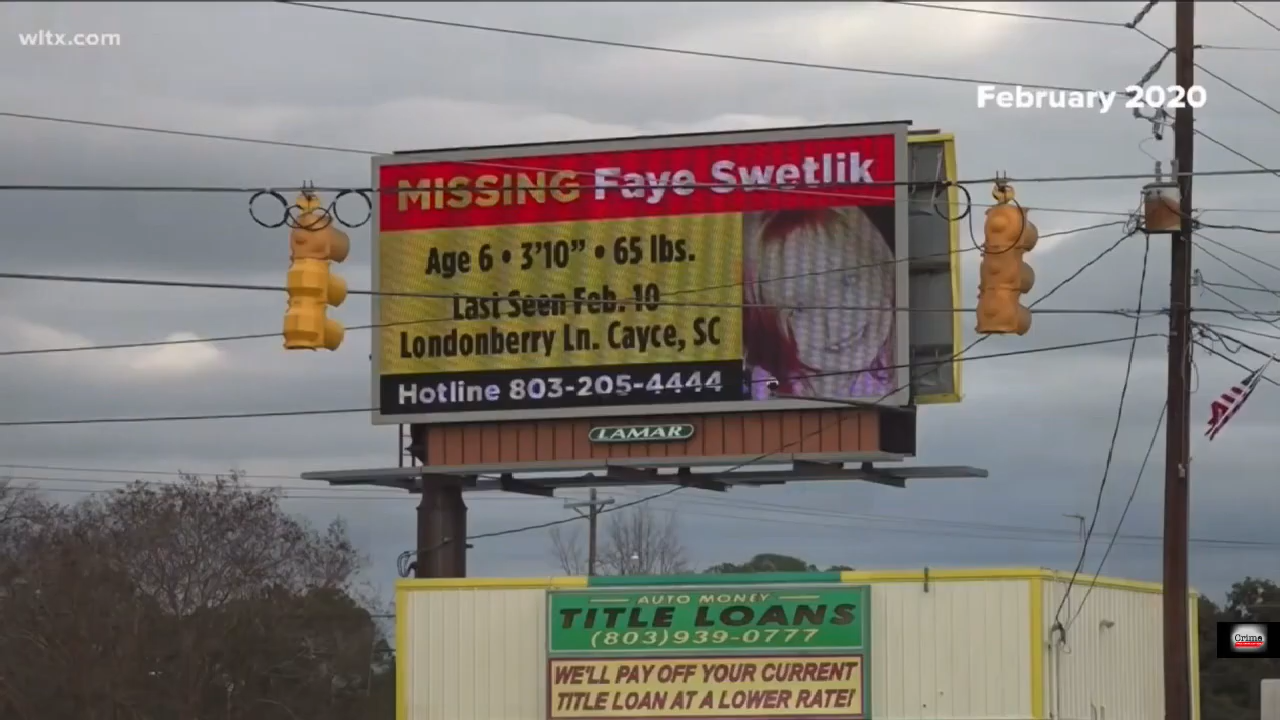 wltx.com
February 2020
MISSING Faye Swetlik
Age 6 • 3'10” • 65 lbs.
Last Seen Feb. 10
Londonberry Ln. Cayce, SC
Hotline 803-205-4444
LAMAR
AUTO MONEY
TITLE LOANS
(803)939-0777
WE'LL PAY OFF YOUR CURRENT
TITLE LOAN AT A LOWER RATE!
Crime